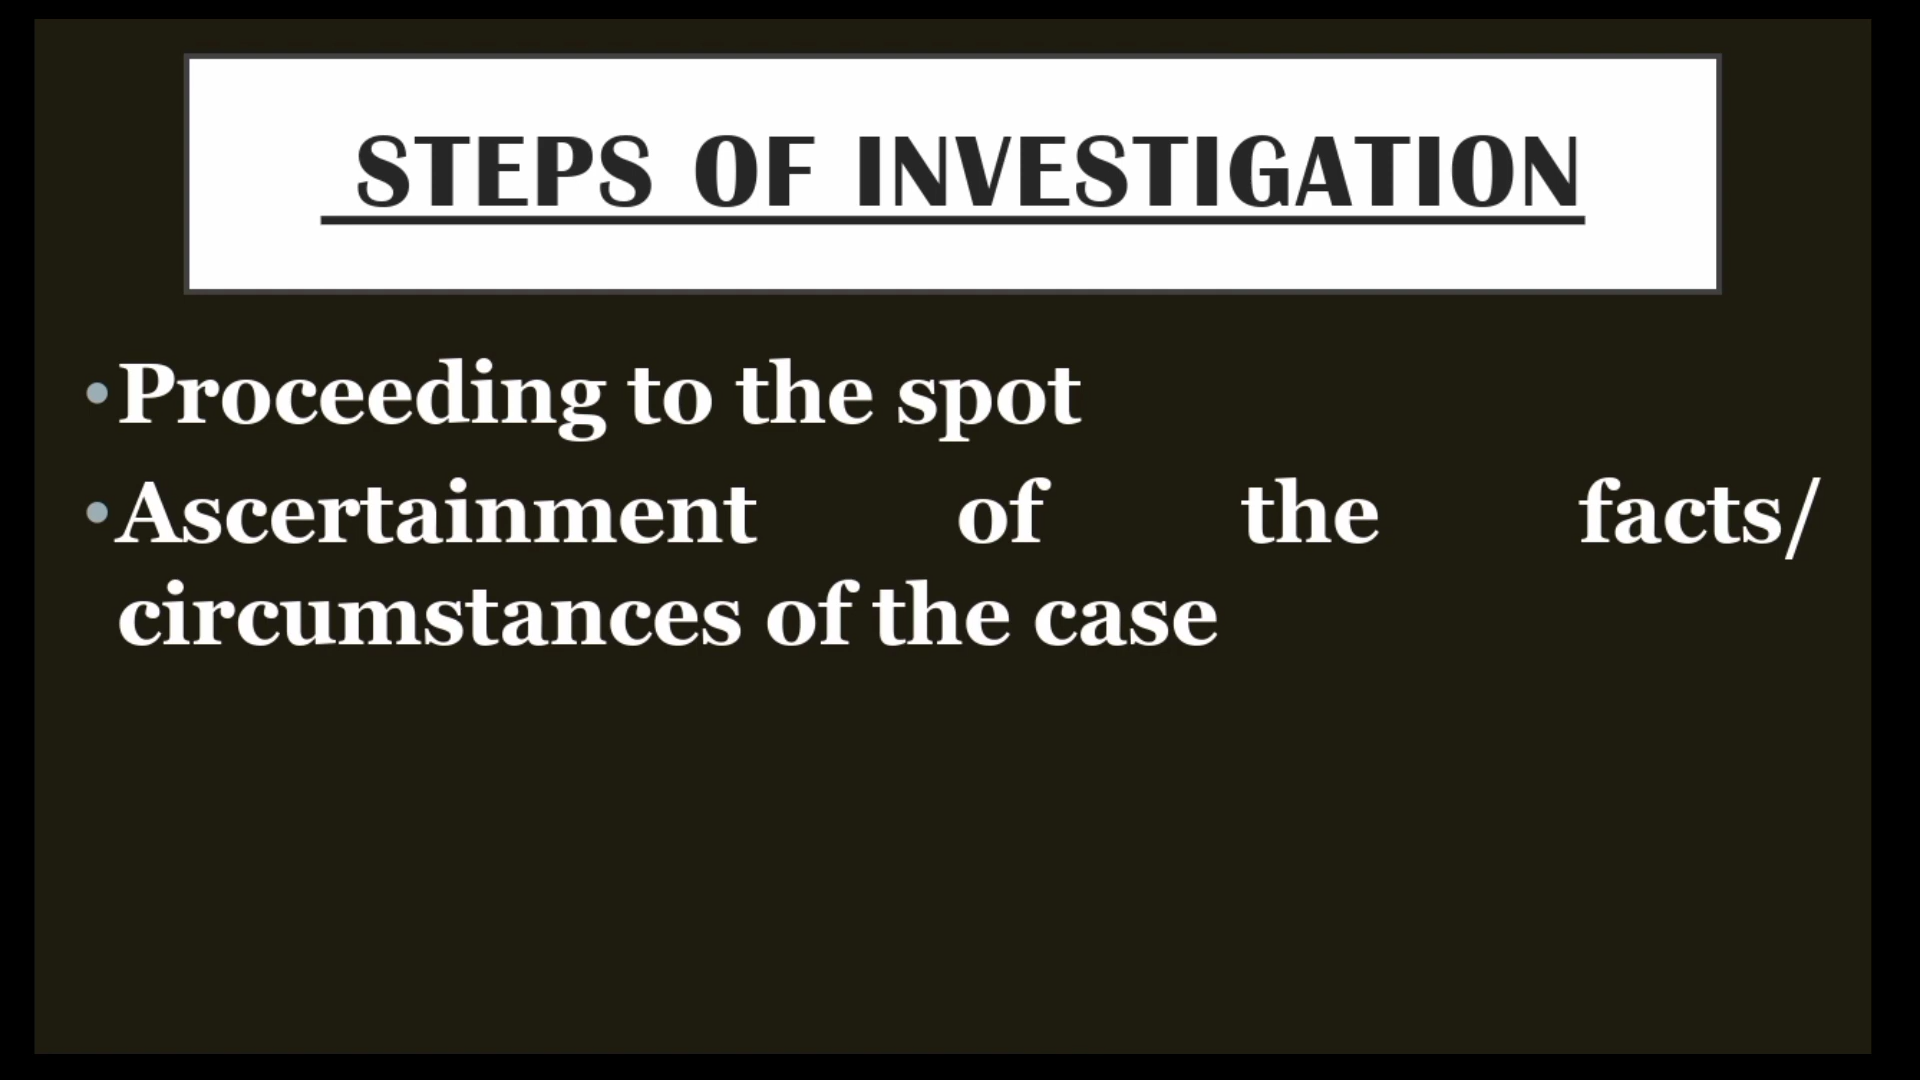 STEPS OF INVESTIGATION
•Proceeding to the spot
•Ascertainment of the facts/
circumstances of the case